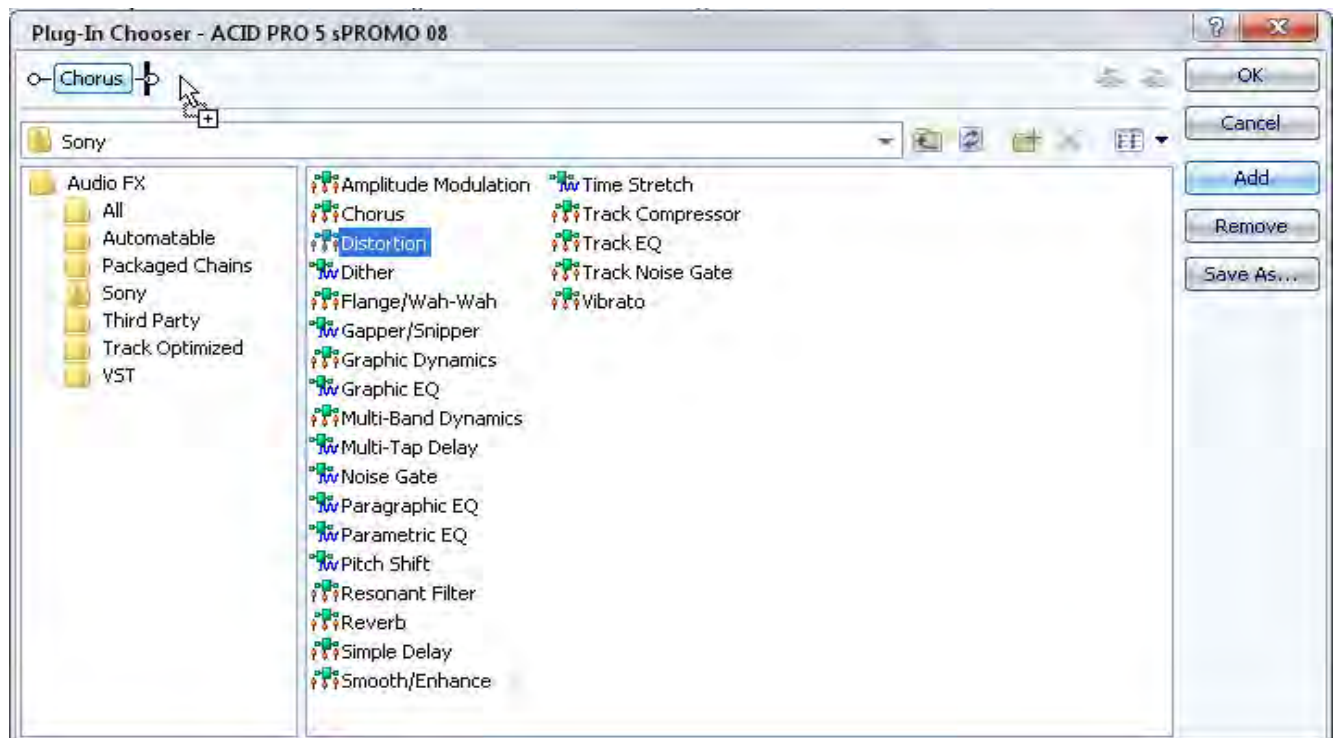 Plug-In Chooser - ACID PRO 5 sPROMO 08
Chorus
OK
Cancel
Sony
Add
Remove
Save As...
Audio FX
All
Automatable
Packaged Chains
Sony
Third Party
Track Optimized
VST
Amplitude Modulation
Chorus
Distortion
Dither
Flange/Wah-Wah
Gapper/Snipper
Graphic Dynamics
Graphic EQ
Multi-Band Dynamics
Multi-Tap Delay
Noise Gate
Paragraphic EQ
Parametric EQ
Pitch Shift
Resonant Filter
Reverb
Simple Delay
Smooth/Enhance
Time Stretch
Track Compressor
Track EQ
Track Noise Gate
Vibrato